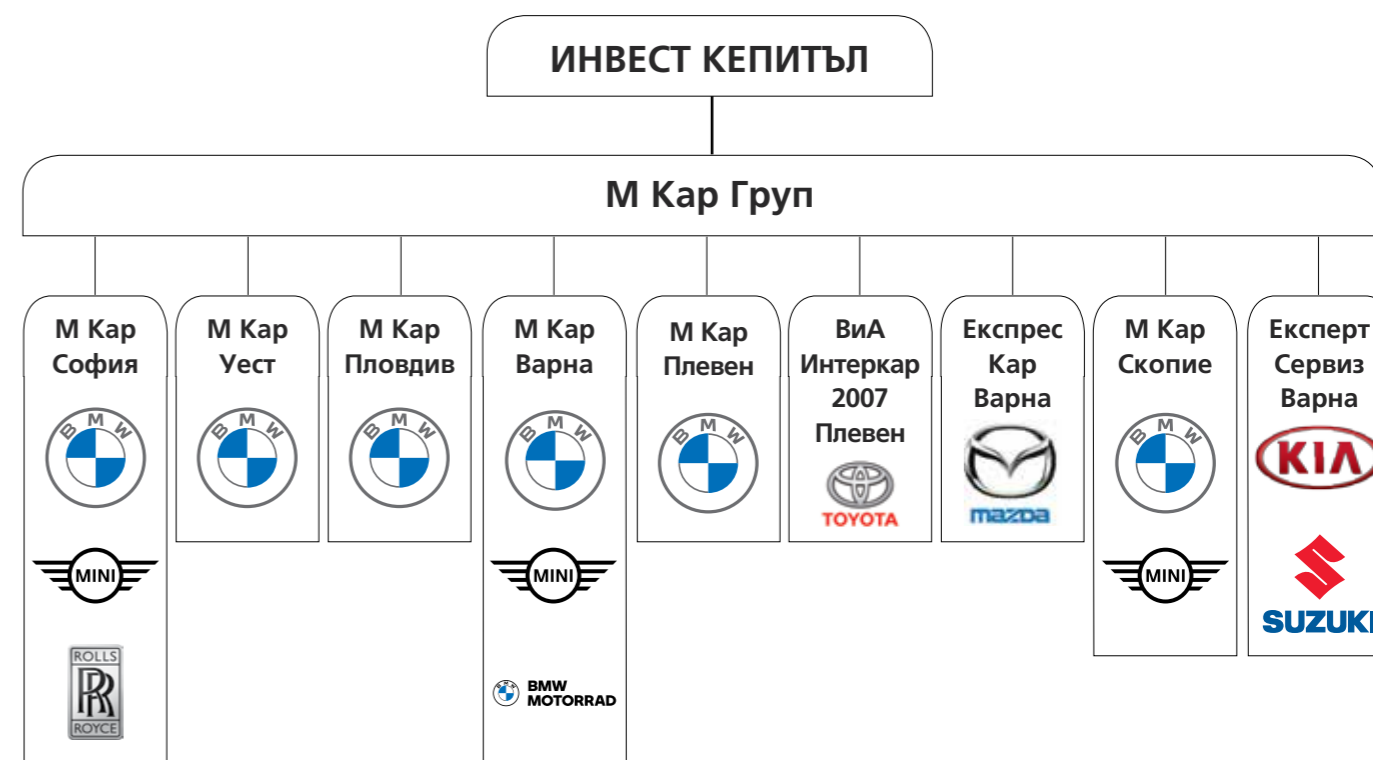 ИНВЕСТ КЕПИТЪЛ
М Кар Груп
М Кар
София
BMW
MINI
ROLLS
RR
ROYCE
М Кар
Уест
BMW
М Кар
Пловдив
BMW
М Кар
Варна
BMW
MINI
BMW
MOTORRAD
М Кар
Плевен
BMW
ВиА
Интеркар
2007
Плевен
TOYOTA
Експрес
Кар
Варна
mazda
М Кар
Скопие
BMW
MINI
Експерт
Сервиз
Варна
KIA
SUZUKI